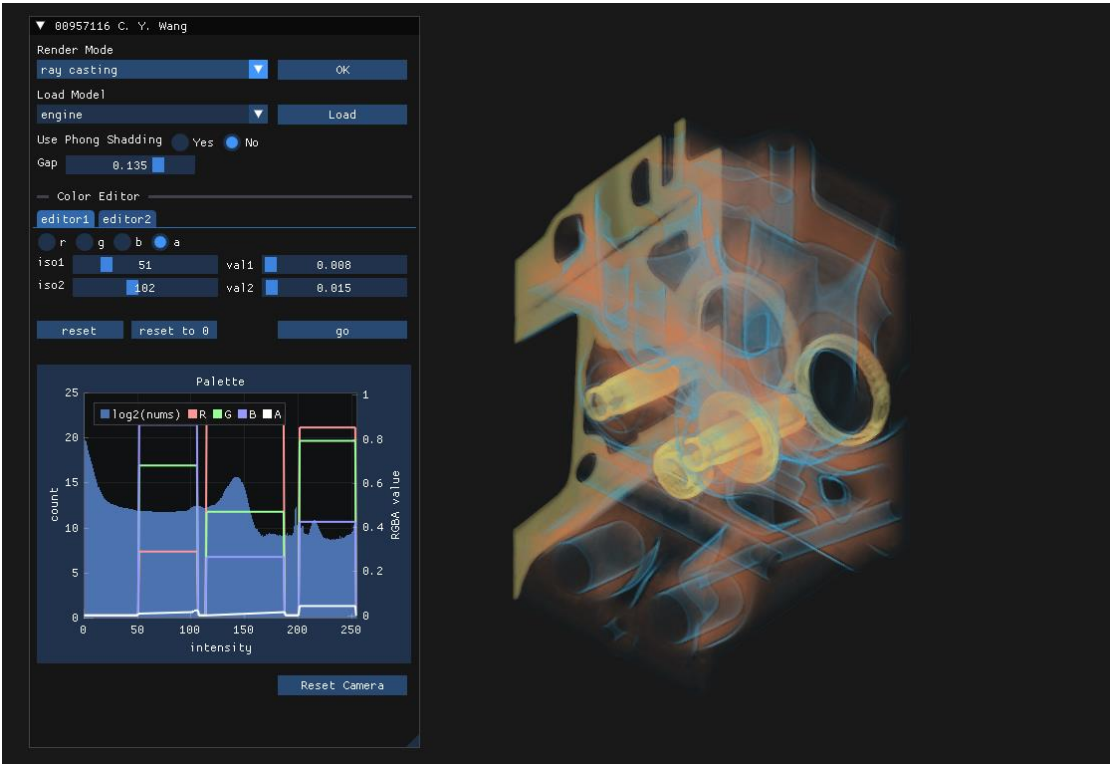 00957116 C. Y. Wang
Render Mode
ray casting OK
Load Model
engine Load
Use Phong Shadding Yes No
Gap 0.135
Color Editor
editor1 editor2
r g b a
iso1 51 val1 0.008
iso2 102 val2 0.015
reset reset to 0 go
Palette
25 1
log2(nums) R G B A
20 0.8
15 0.6
count RGBA value
10 0.4
5 0.2
0 0
0 50 100 150 200 250
intensity
Reset Camera